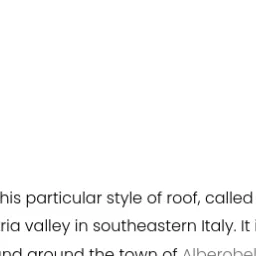 his particular style of roof, called
ria valley in southeastern Italy. It
nd around the town of Alberobel